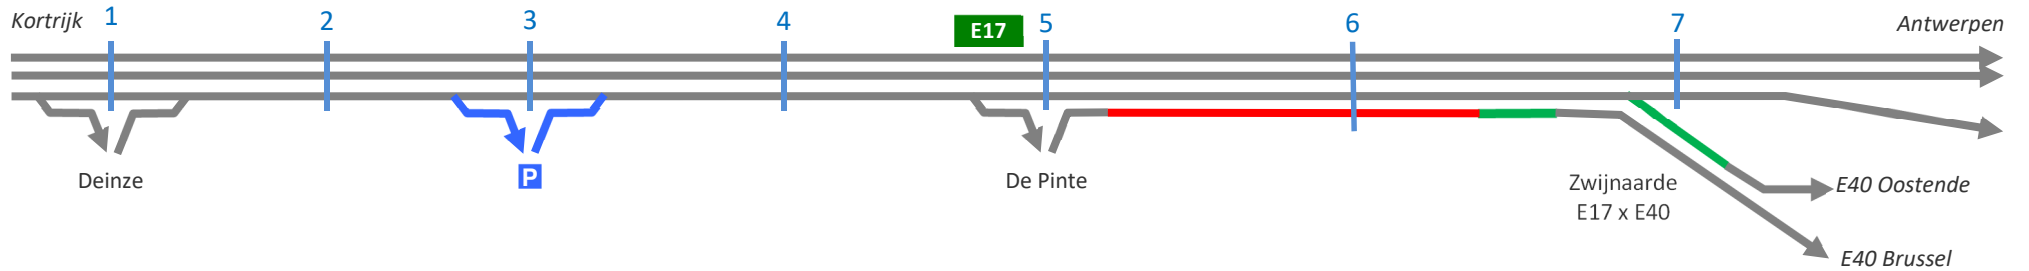 Kortrijk 1 2 3 4 E17 5 6 7 Antwerpen
P
Deinze De Pinte Zwijnaarde E40 Oostende
E17 x E40
E40 Brussel